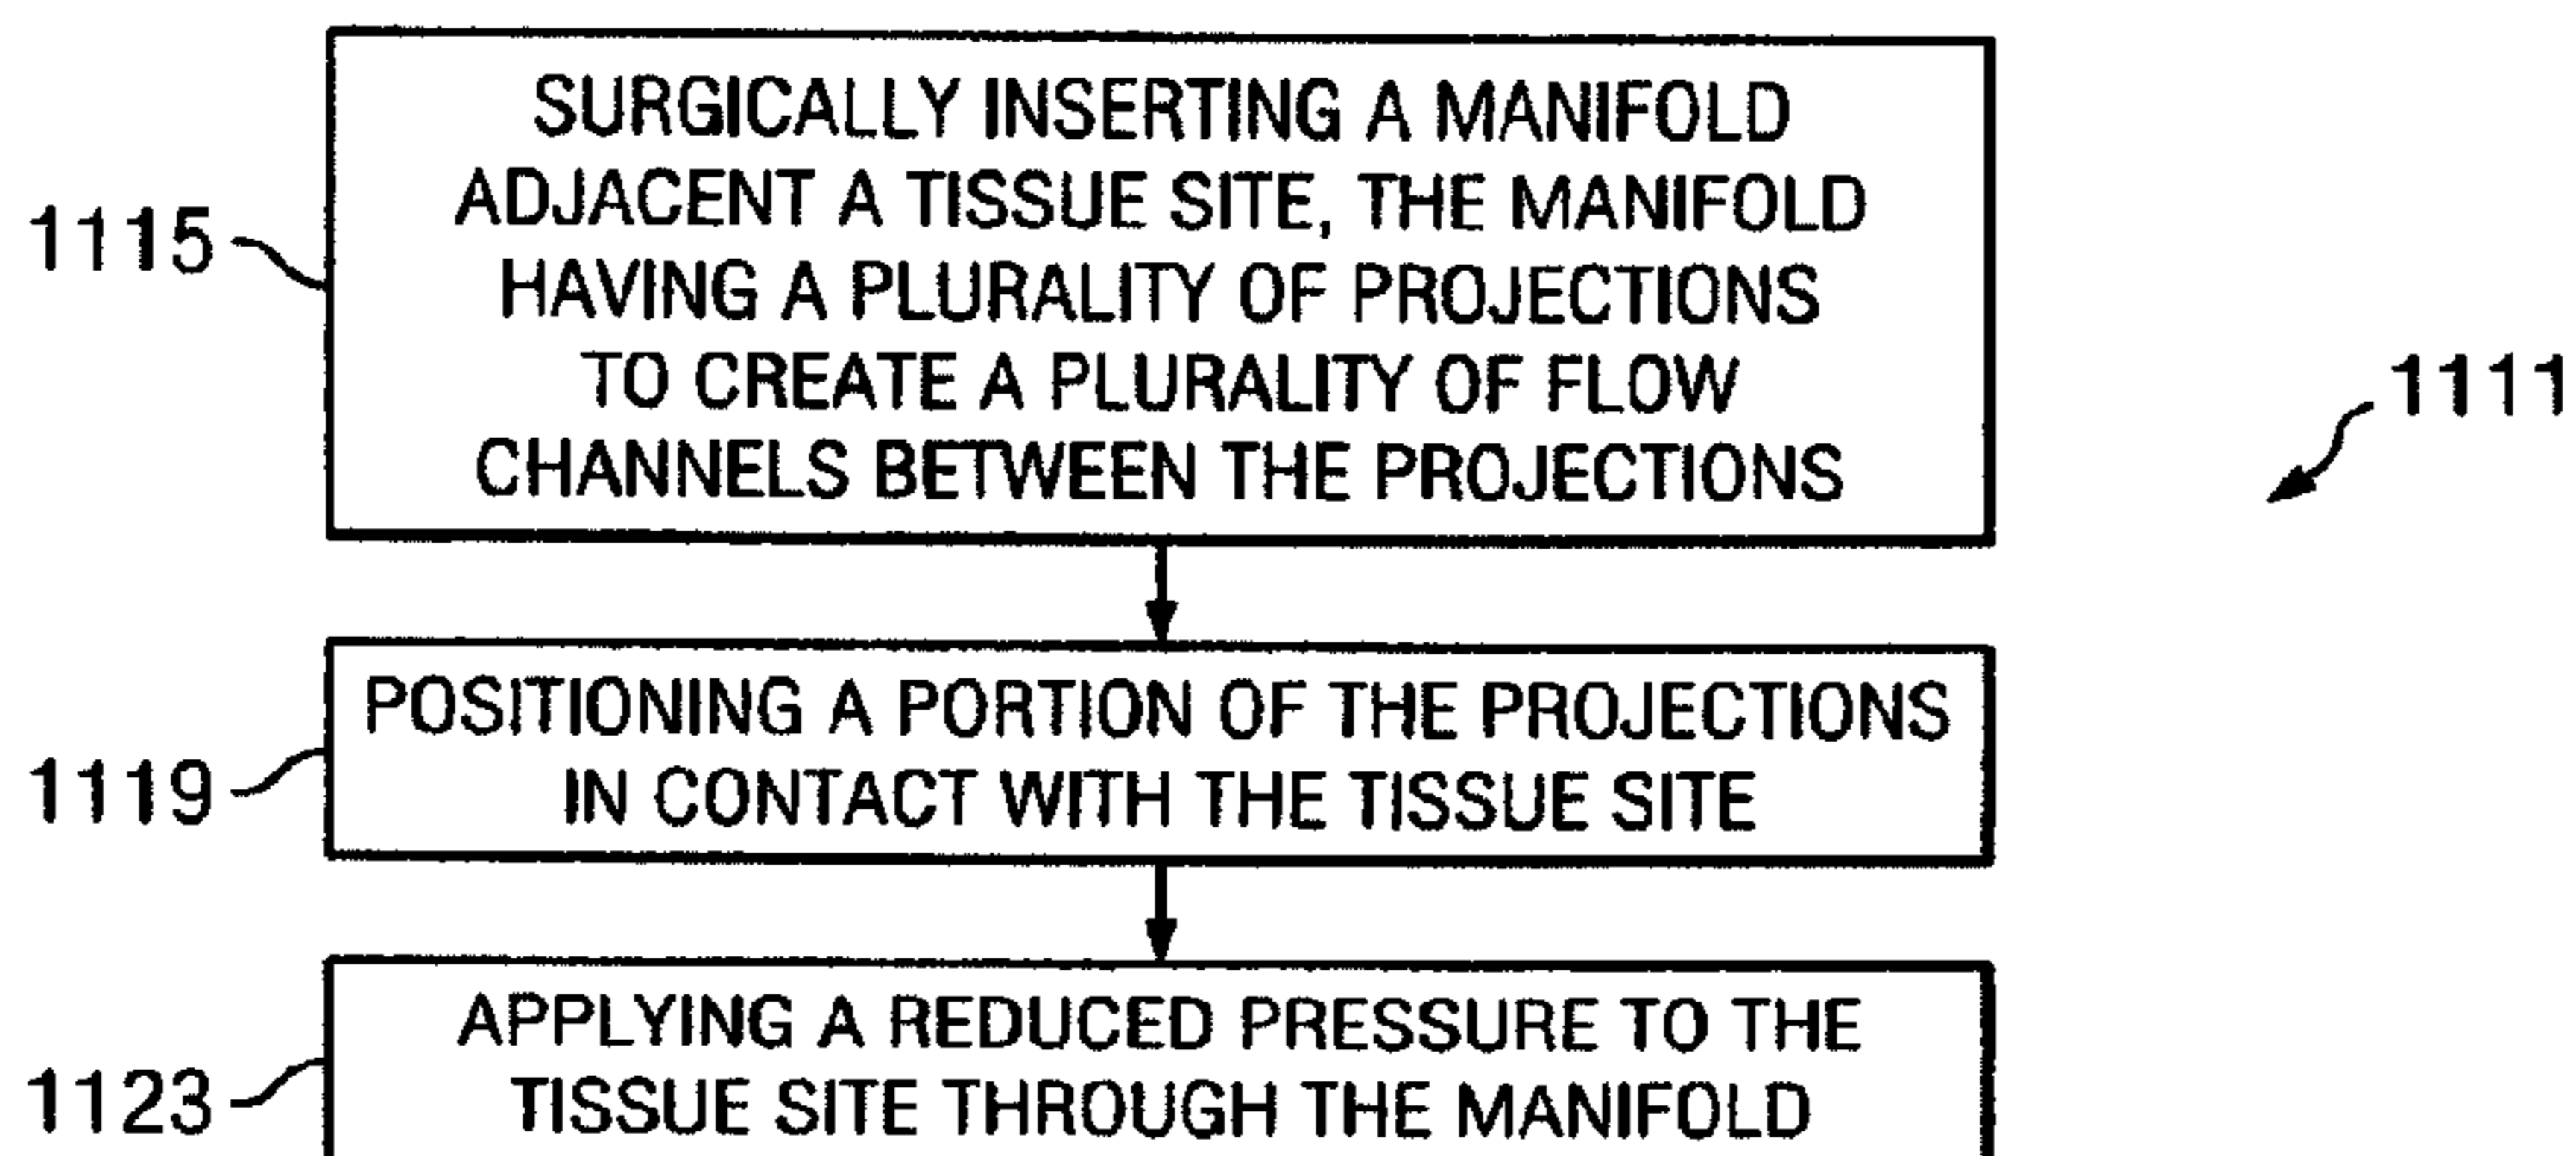 SURGICALLY INSERTING A MANIFOLD
ADJACENT A TISSUE SITE, THE MANIFOLD
HAVING A PLURALITY OF PROJECTIONS
TO CREATE A PLURALITY OF FLOW
CHANNELS BETWEEN THE PROJECTIONS
1115
1111
POSITIONING A PORTION OF THE PROJECTIONS
IN CONTACT WITH THE TISSUE SITE
1119
APPLYING A REDUCED PRESSURE TO THE
TISSUE SITE THROUGH THE MANIFOLD
1123